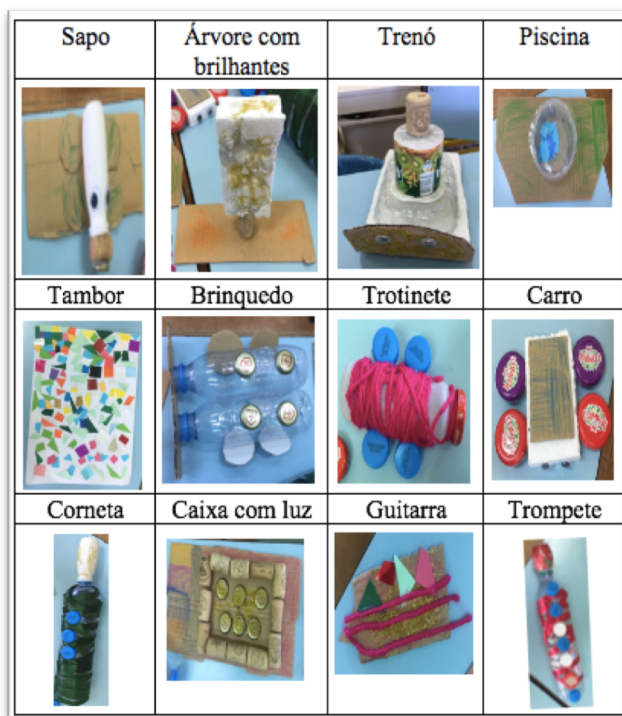 Sapo
Árvore com
brilhantes
Trenó
Piscina
Tambor
Brinquedo
Trotinete
Carro
Corneta
Caixa com luz
Guitarra
Trompete